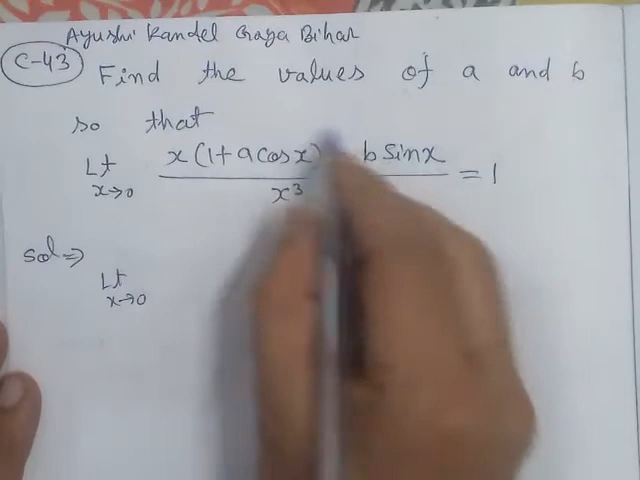 Ayushi Kandel Gaya Bihar
C-43 Find the values of a and b
so that
Lt x→0 x(1+a cos x) b sinx / x³ = 1
Sol ⇒
Lt x→0